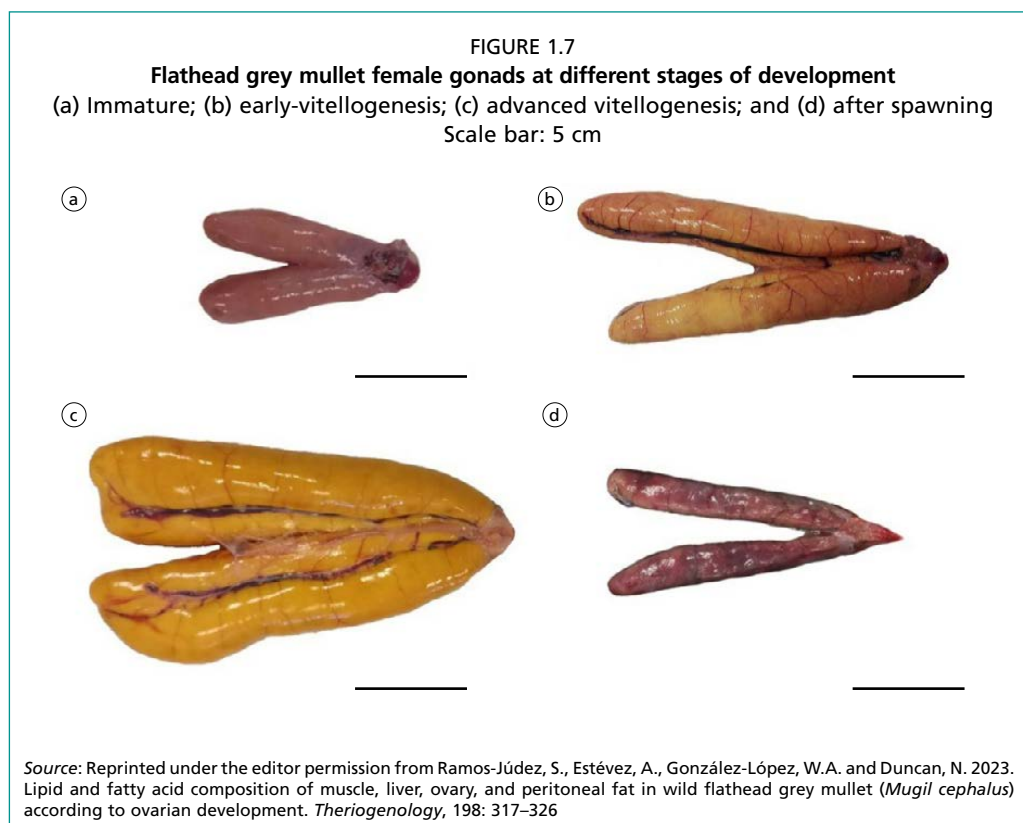 FIGURE 1.7
Flathead grey mullet female gonads at different stages of development
(a) Immature; (b) early-vitellogenesis; (c) advanced vitellogenesis; and (d) after spawning
Scale bar: 5 cm
a
b
c
d
Source: Reprinted under the editor permission from Ramos-Júdez, S., Estévez, A., González-López, W.A. and Duncan, N. 2023.
Lipid and fatty acid composition of muscle, liver, ovary, and peritoneal fat in wild flathead grey mullet (Mugil cephalus)
according to ovarian development. Theriogenology, 198: 317–326